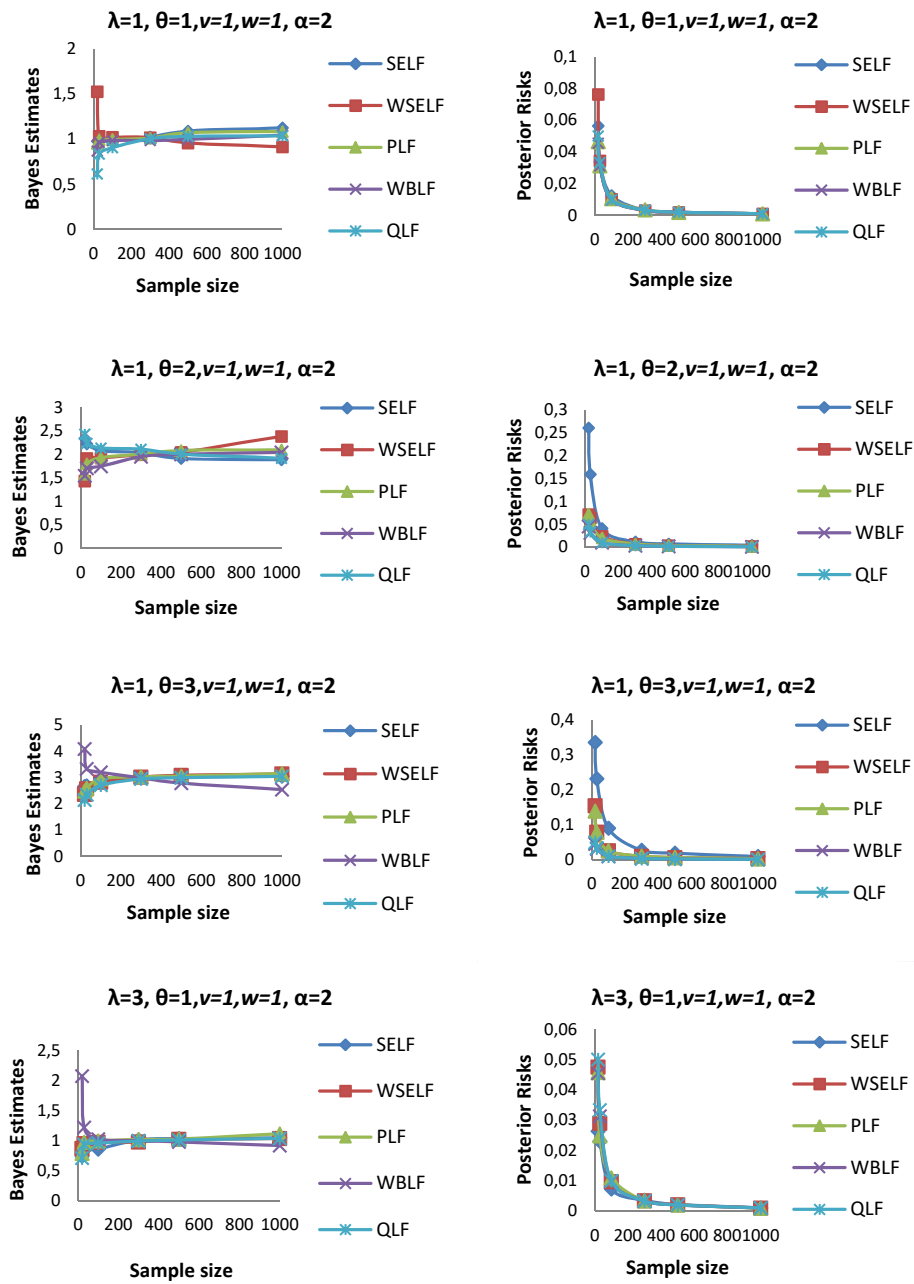 λ=1, θ=1,v=1,w=1, α=2
Bayes Estimates
2
1,5
1
0,5
0
0 200 400 600 800 1000
Sample size
SELF
WSELF
PLF
WBLF
QLF
λ=1, θ=1,v=1,w=1, α=2
Posterior Risks
0,1
0,08
0,06
0,04
0,02
0
0 200 400 600 8001000
Sample size
SELF
WSELF
PLF
WBLF
QLF
λ=1, θ=2,v=1,w=1, α=2
Bayes Estimates
3
2,5
2
1,5
1
0,5
0
0 200 400 600 800 1000
Sample size
SELF
WSELF
PLF
WBLF
QLF
λ=1, θ=2,v=1,w=1, α=2
Posterior Risks
0,3
0,25
0,2
0,15
0,1
0,05
0
0 200 400 600 8001000
Sample size
SELF
WSELF
PLF
WBLF
QLF
λ=1, θ=3,v=1,w=1, α=2
Bayes Estimates
5
4
3
2
1
0
0 200 400 600 800 1000
Sample size
SELF
WSELF
PLF
WBLF
QLF
λ=1, θ=3,v=1,w=1, α=2
Posterior Risks
0,4
0,3
0,2
0,1
0
0 200 400 600 8001000
Sample size
SELF
WSELF
PLF
WBLF
QLF
λ=3, θ=1,v=1,w=1, α=2
Bayes Estimates
2,5
2
1,5
1
0,5
0
0 200 400 600 800 1000
Sample size
SELF
WSELF
PLF
WBLF
QLF
λ=3, θ=1,v=1,w=1, α=2
Posterior Risks
0,06
0,05
0,04
0,03
0,02
0,01
0
0 200 400 600 8001000
Sample size
SELF
WSELF
PLF
WBLF
QLF